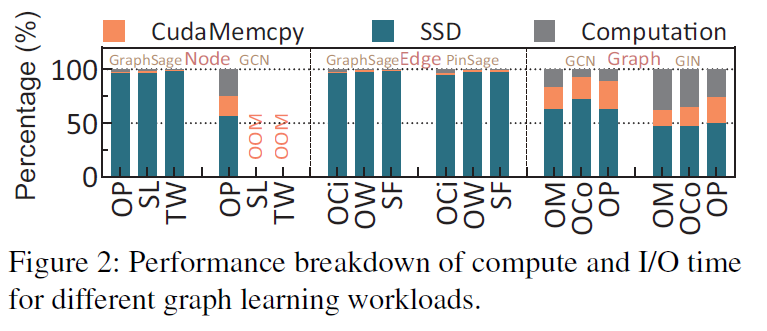 CudaMemcpy SSD Computation
Percentage (%)
GraphSage Node GCN GraphSage Edge PinSage GCN Graph GIN
100
50
0
OOM OOM
OP SL TW OP SL TW OCi OW SF OCi OW SF OM OCo OP OM OCo OP
Figure 2: Performance breakdown of compute and I/O time
for different graph learning workloads.